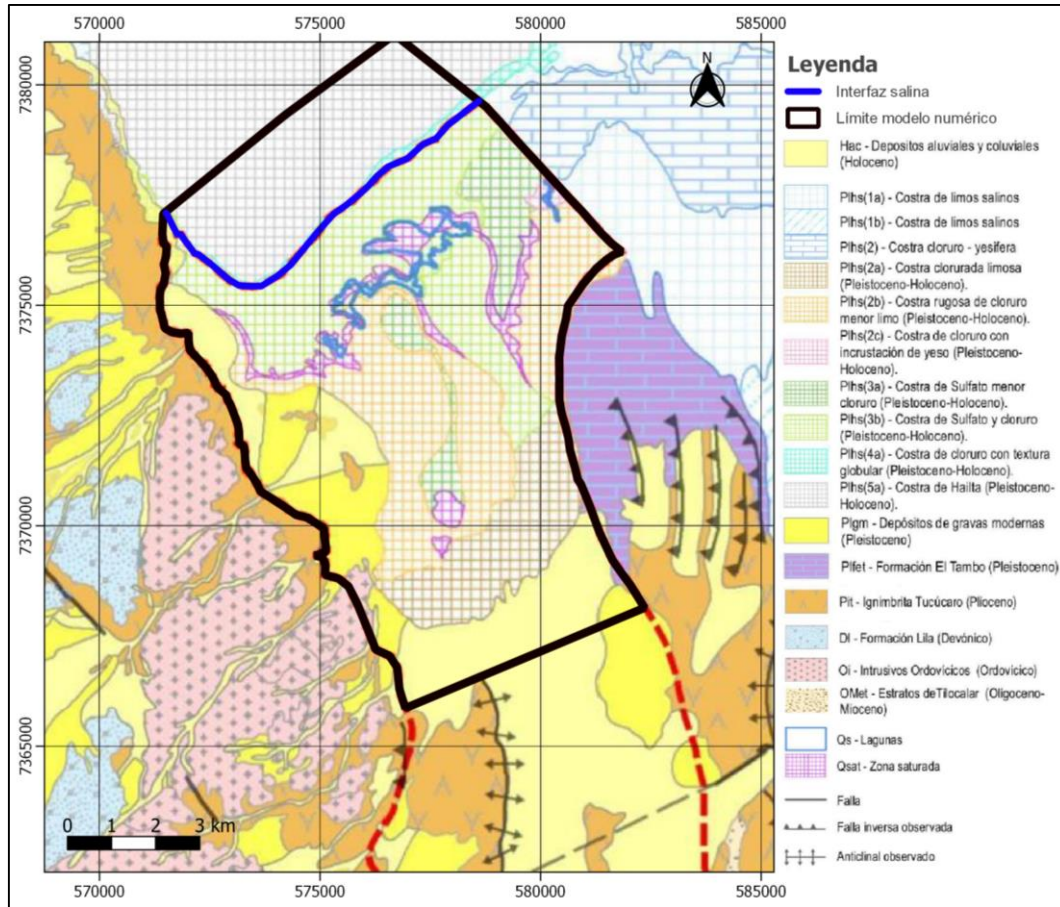 570000 575000 580000 585000
7380000
7375000
7370000
7365000
N
0 1 2 3 km
570000 575000 580000 585000
Leyenda
Interfaz salina
Límite modelo numérico
Hac - Depositos aluviales y coluviales
(Holoceno)
Plhs(1a) - Costra de limos salinos
Plhs(1b) - Costra de limos salinos
Plhs(2) - Costra cloruro - yesifera
Plhs(2a) - Costra clorurada limosa
(Pleistoceno-Holoceno).
Plhs(2b) - Costra rugosa de cloruro
menor limo (Pleistoceno-Holoceno).
Plhs(2c) - Costra de cloruro con
incrustación de yeso (Pleistoceno-
Holoceno).
Plhs(3a) - Costra de Sulfato menor
cloruro (Pleistoceno-Holoceno).
Plhs(3b) - Costra de Sulfato y cloruro
(Pleistoceno-Holoceno).
Plhs(4a) - Costra de cloruro con textura
globular (Pleistoceno-Holoceno).
Plhs(5a) - Costra de Hailta (Pleistoceno-
Holoceno).
Plgm - Depósitos de gravas modernas
(Pleistoceno)
Plfet - Formación El Tambo (Pleistoceno)
Pit - Ignimbrita Tucúcaro (Plioceno)
Dl - Formación Lila (Devónico)
Oi - Intrusivos Ordovícicos (Ordovícico)
OMet - Estratos deTilocalar (Oligoceno-
Mioceno)
Qs - Lagunas
Qsat - Zona saturada
Falla
Falla inversa observada
Anticlinal observado